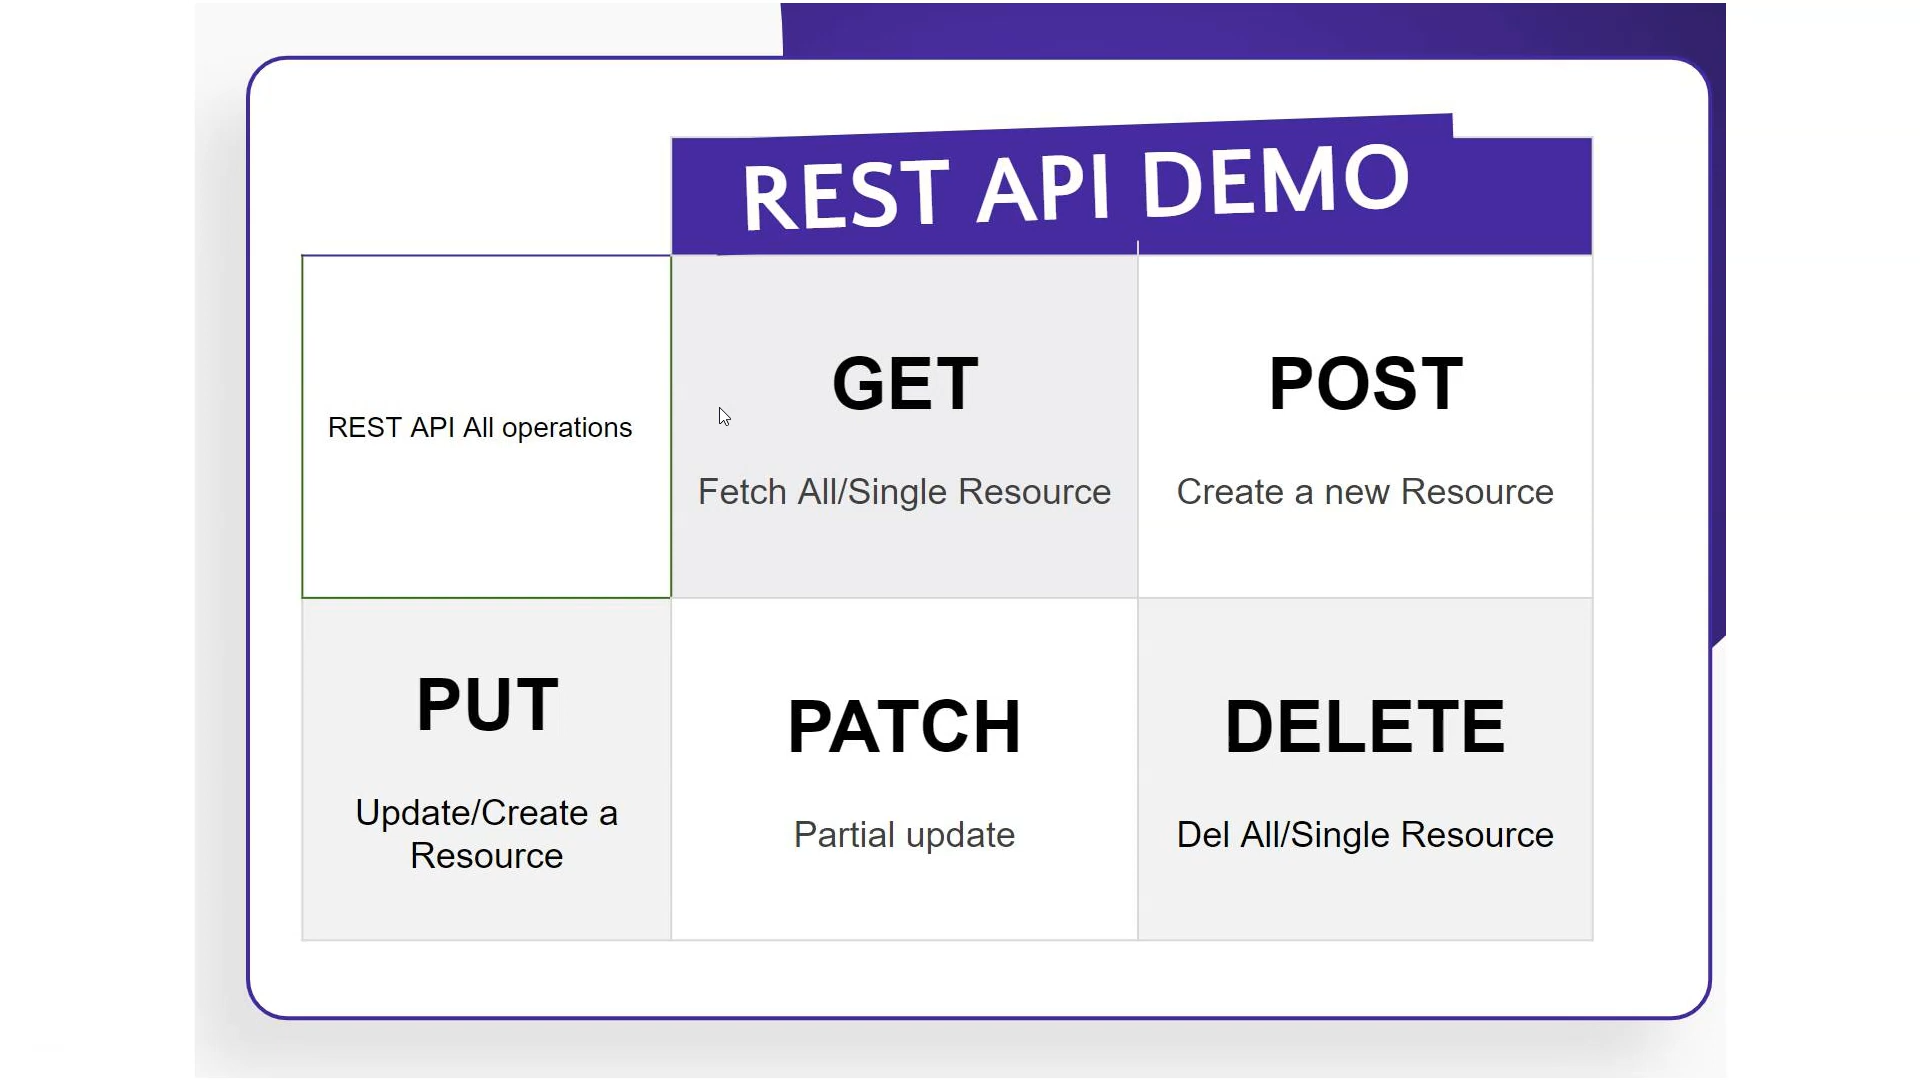 REST API DEMO
REST API All operations
GET
Fetch All/Single Resource
POST
Create a new Resource
PUT
Update/Create a
Resource
PATCH
Partial update
DELETE
Del All/Single Resource